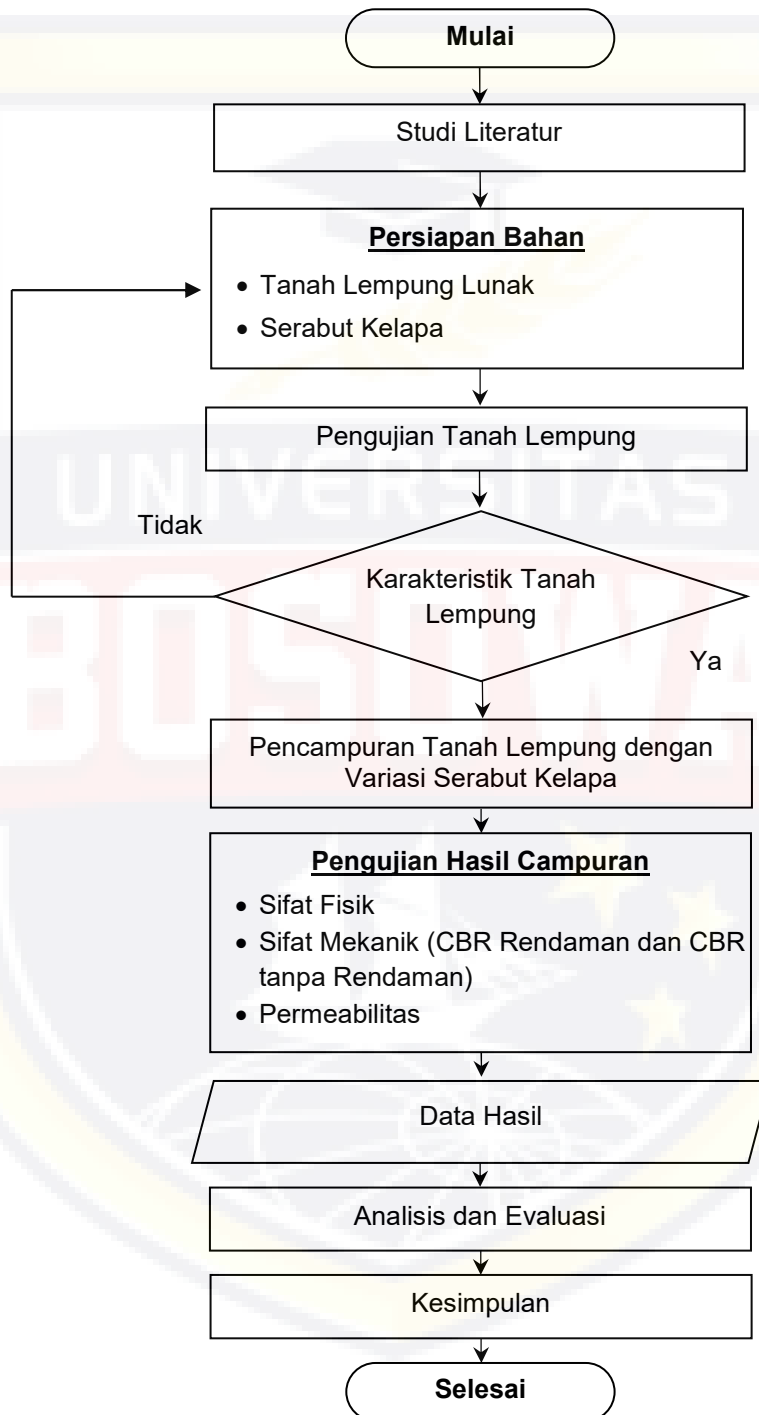 Mulai
Studi Literatur
Persiapan Bahan
• Tanah Lempung Lunak
• Serabut Kelapa
Pengujian Tanah Lempung
Tidak
Karakteristik Tanah
Lempung
Ya
Pencampuran Tanah Lempung dengan
Variasi Serabut Kelapa
Pengujian Hasil Campuran
• Sifat Fisik
• Sifat Mekanik (CBR Rendaman dan CBR
tanpa Rendaman)
• Permeabilitas
Data Hasil
Analisis dan Evaluasi
Kesimpulan
Selesai
UNIVERSITAS
BOSOWA